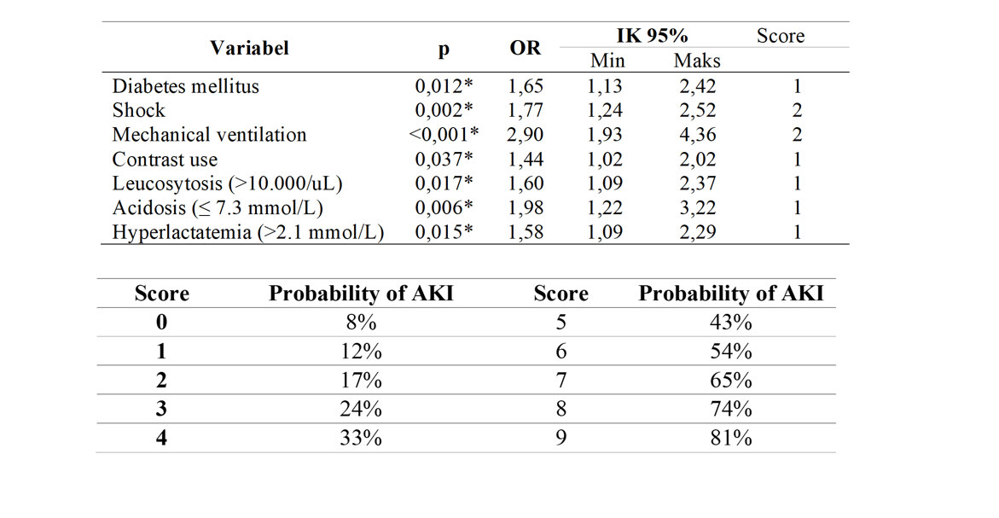 Variabel p OR IK 95% Score
Min Maks
Diabetes mellitus 0,012* 1,65 1,13 2,42 1
Shock 0,002* 1,77 1,24 2,52 2
Mechanical ventilation <0,001* 2,90 1,93 4,36 2
Contrast use 0,037* 1,44 1,02 2,02 1
Leucosytosis (>10.000/uL) 0,017* 1,60 1,09 2,37 1
Acidosis (≤ 7.3 mmol/L) 0,006* 1,98 1,22 3,22 1
Hyperlactatemia (>2.1 mmol/L) 0,015* 1,58 1,09 2,29 1
Score Probability of AKI Score Probability of AKI
0 8% 5 43%
1 12% 6 54%
2 17% 7 65%
3 24% 8 74%
4 33% 9 81%